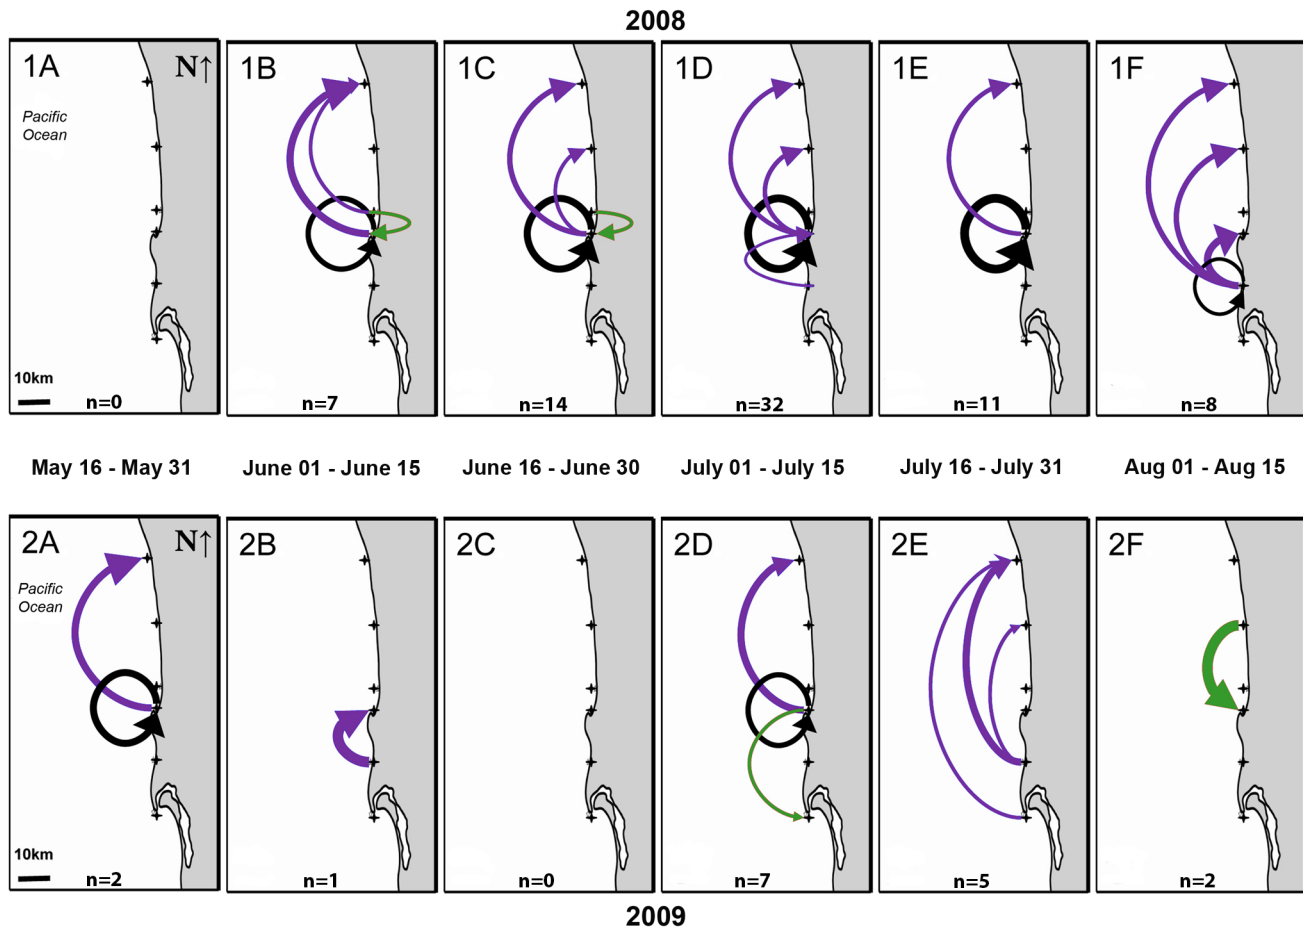 2008
1A
N↑
1B
1C
1D
1E
1F
Pacific
Ocean
10km
n=0
n=7
n=14
n=32
n=11
n=8
May 16 - May 31
June 01 - June 15
June 16 - June 30
July 01 - July 15
July 16 - July 31
Aug 01 - Aug 15
2A
N↑
2B
2C
2D
2E
2F
Pacific
Ocean
10km
n=2
n=1
n=0
n=7
n=5
n=2
2009